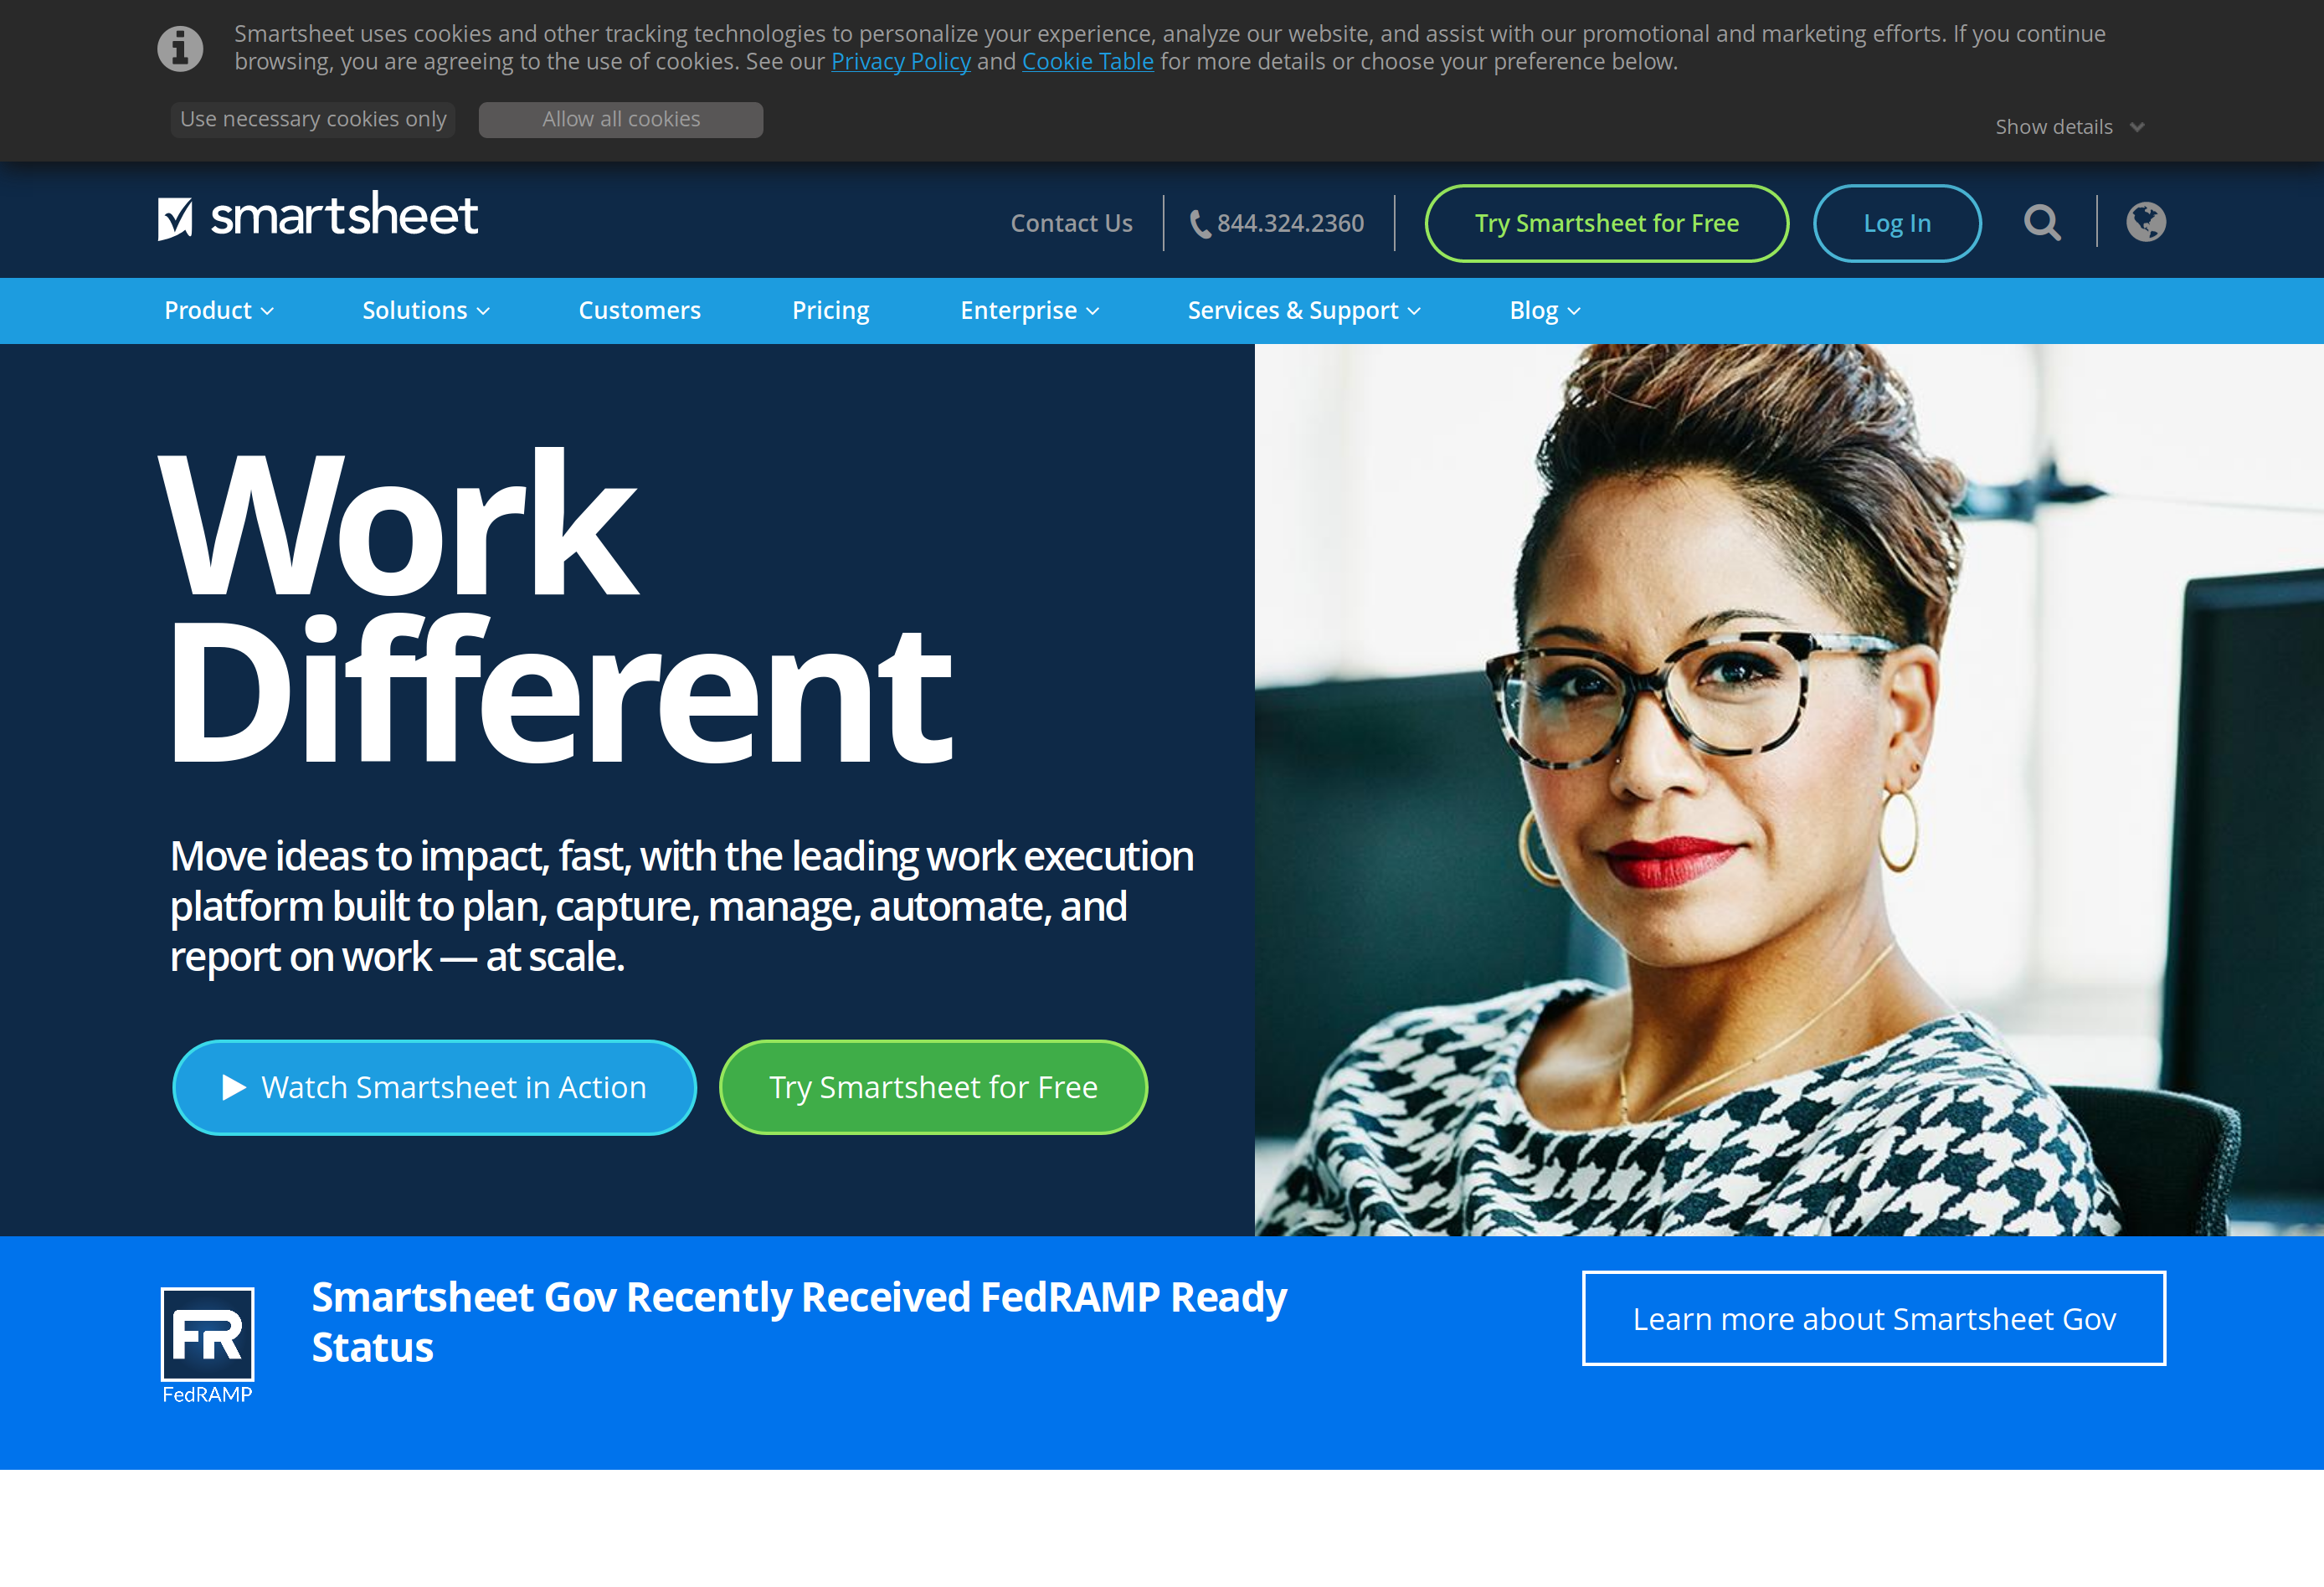 Smartsheet uses cookies and other tracking technologies to personalize your experience, analyze our website, and assist with our promotional and marketing efforts. If you continue
browsing, you are agreeing to the use of cookies. See our Privacy Policy and Cookie Table for more details or choose your preference below.
Use necessary cookies only
Allow all cookies
Show details
smartsheet
Contact Us
844.324.2360
Try Smartsheet for Free
Log In
Product
Solutions
Customers
Pricing
Enterprise
Services & Support
Blog
Work
Different
Move ideas to impact, fast, with the leading work execution
platform built to plan, capture, manage, automate, and
report on work — at scale.
Watch Smartsheet in Action
Try Smartsheet for Free
FR
FedRAMP
Smartsheet Gov Recently Received FedRAMP Ready
Status
Learn more about Smartsheet Gov